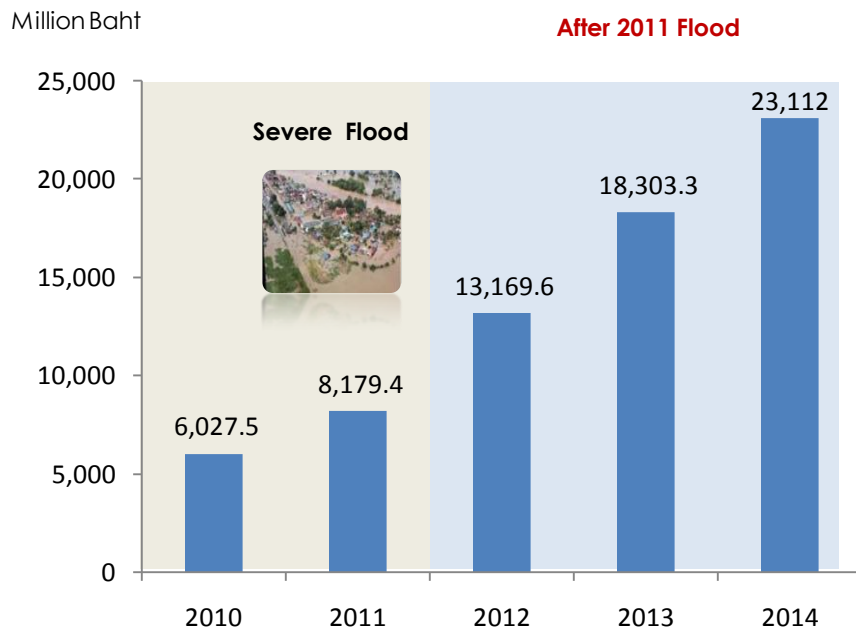 Million Baht
After 2011 Flood
25,000
20,000
15,000
10,000
5,000
0
Severe Flood
6,027.5
8,179.4
13,169.6
18,303.3
23,112
2010 2011 2012 2013 2014